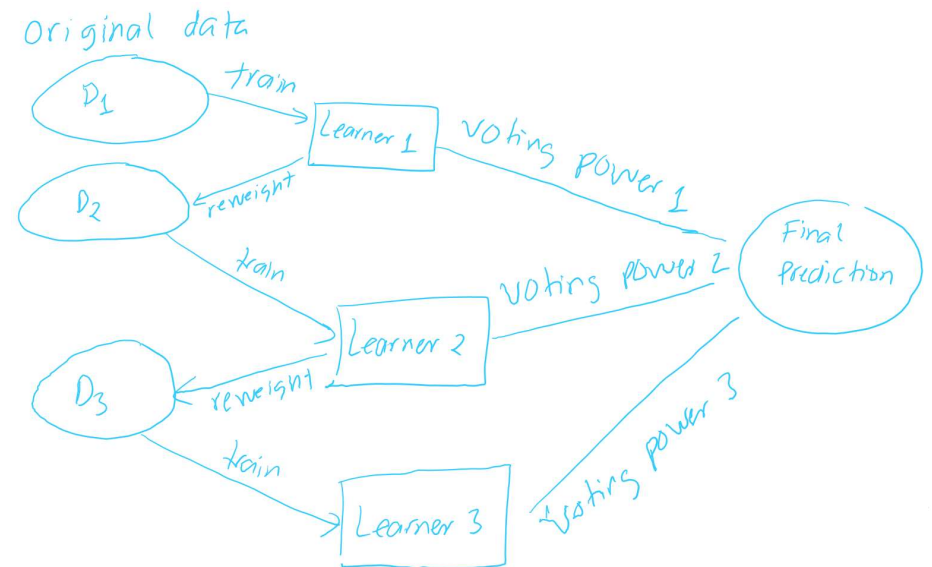 Original data
D1
train
Learner 1
voting power 1
reweight
D2
train
voting power 2
Final
Prediction
Learner 2
reweight
D3
train
voting power 3
Learner 3